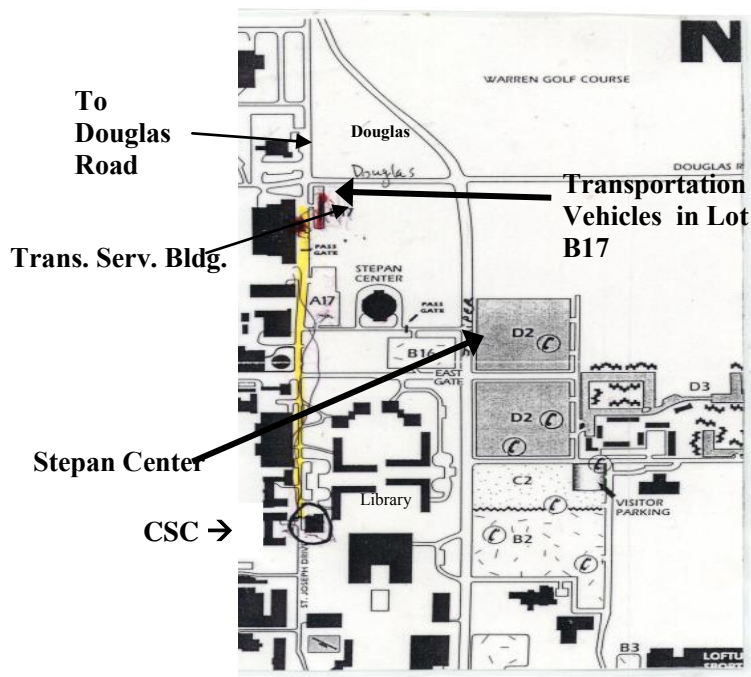 N
WARREN GOLF COURSE
To
Douglas
Road
Douglas
Douglas
DOUGLAS R
Transportation
Vehicles in Lot
B17
Trans. Serv. Bldg.
PASS
GATE
STEPAN
CENTER
A17
PASS
GATE
B16
D2
EAST
GATE
D3
D2
Stepan Center
C2
Library
VISITOR
PARKING
CSC →
B2
ST. JOSEPH DRIVE
B3
LOFTU
SPORT